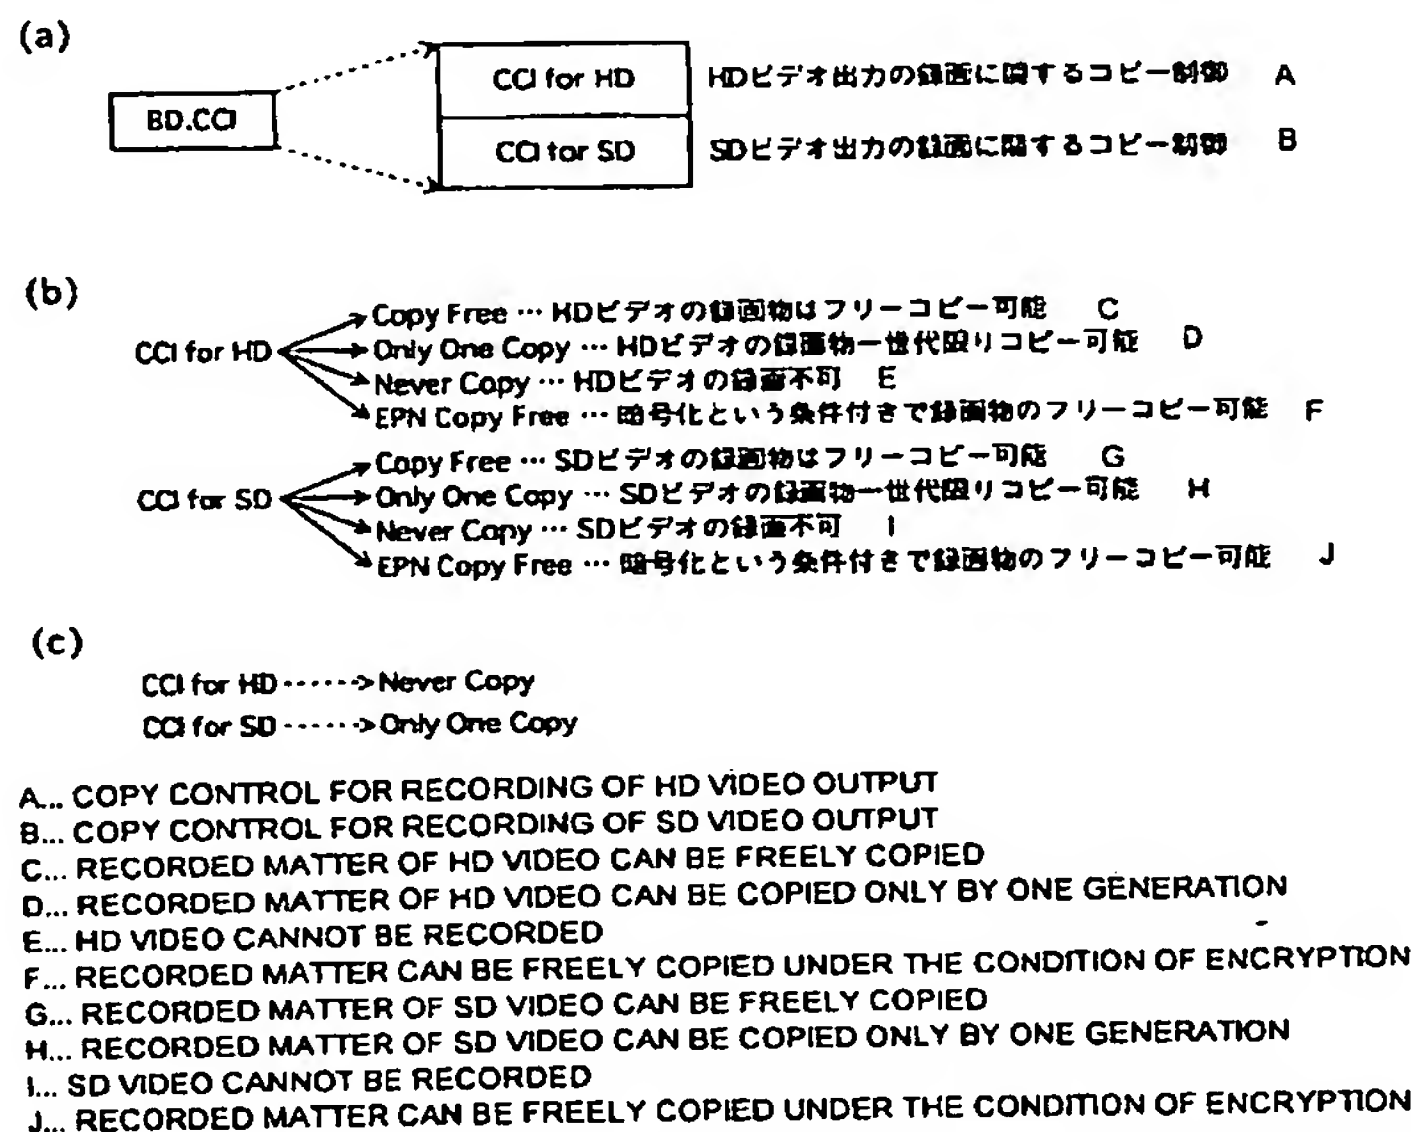 (a)
BD.CCI
CCI for HD HDビデオ出力の録画に関するコピー制御 A
CCI for SD SDビデオ出力の録画に関するコピー制御 B
(b)
CCI for HD
Copy Free … HDビデオの録画物はフリーコピー可能 C
Only One Copy … HDビデオの録画物一世代限りコピー可能 D
Never Copy … HDビデオの録画不可 E
EPN Copy Free … 暗号化という条件付きで録画物のフリーコピー可能 F
CCI for SD
Copy Free … SDビデオの録画物はフリーコピー可能 G
Only One Copy … SDビデオの録画物一世代限りコピー可能 H
Never Copy … SDビデオの録画不可 I
EPN Copy Free … 暗号化という条件付きで録画物のフリーコピー可能 J
(c)
CCI for HD ······> Never Copy
CCI for SD ······> Only One Copy
A... COPY CONTROL FOR RECORDING OF HD VIDEO OUTPUT
B... COPY CONTROL FOR RECORDING OF SD VIDEO OUTPUT
C... RECORDED MATTER OF HD VIDEO CAN BE FREELY COPIED
D... RECORDED MATTER OF HD VIDEO CAN BE COPIED ONLY BY ONE GENERATION
E... HD VIDEO CANNOT BE RECORDED
F... RECORDED MATTER CAN BE FREELY COPIED UNDER THE CONDITION OF ENCRYPTION
G... RECORDED MATTER OF SD VIDEO CAN BE FREELY COPIED
H... RECORDED MATTER OF SD VIDEO CAN BE COPIED ONLY BY ONE GENERATION
I... SD VIDEO CANNOT BE RECORDED
J... RECORDED MATTER CAN BE FREELY COPIED UNDER THE CONDITION OF ENCRYPTION